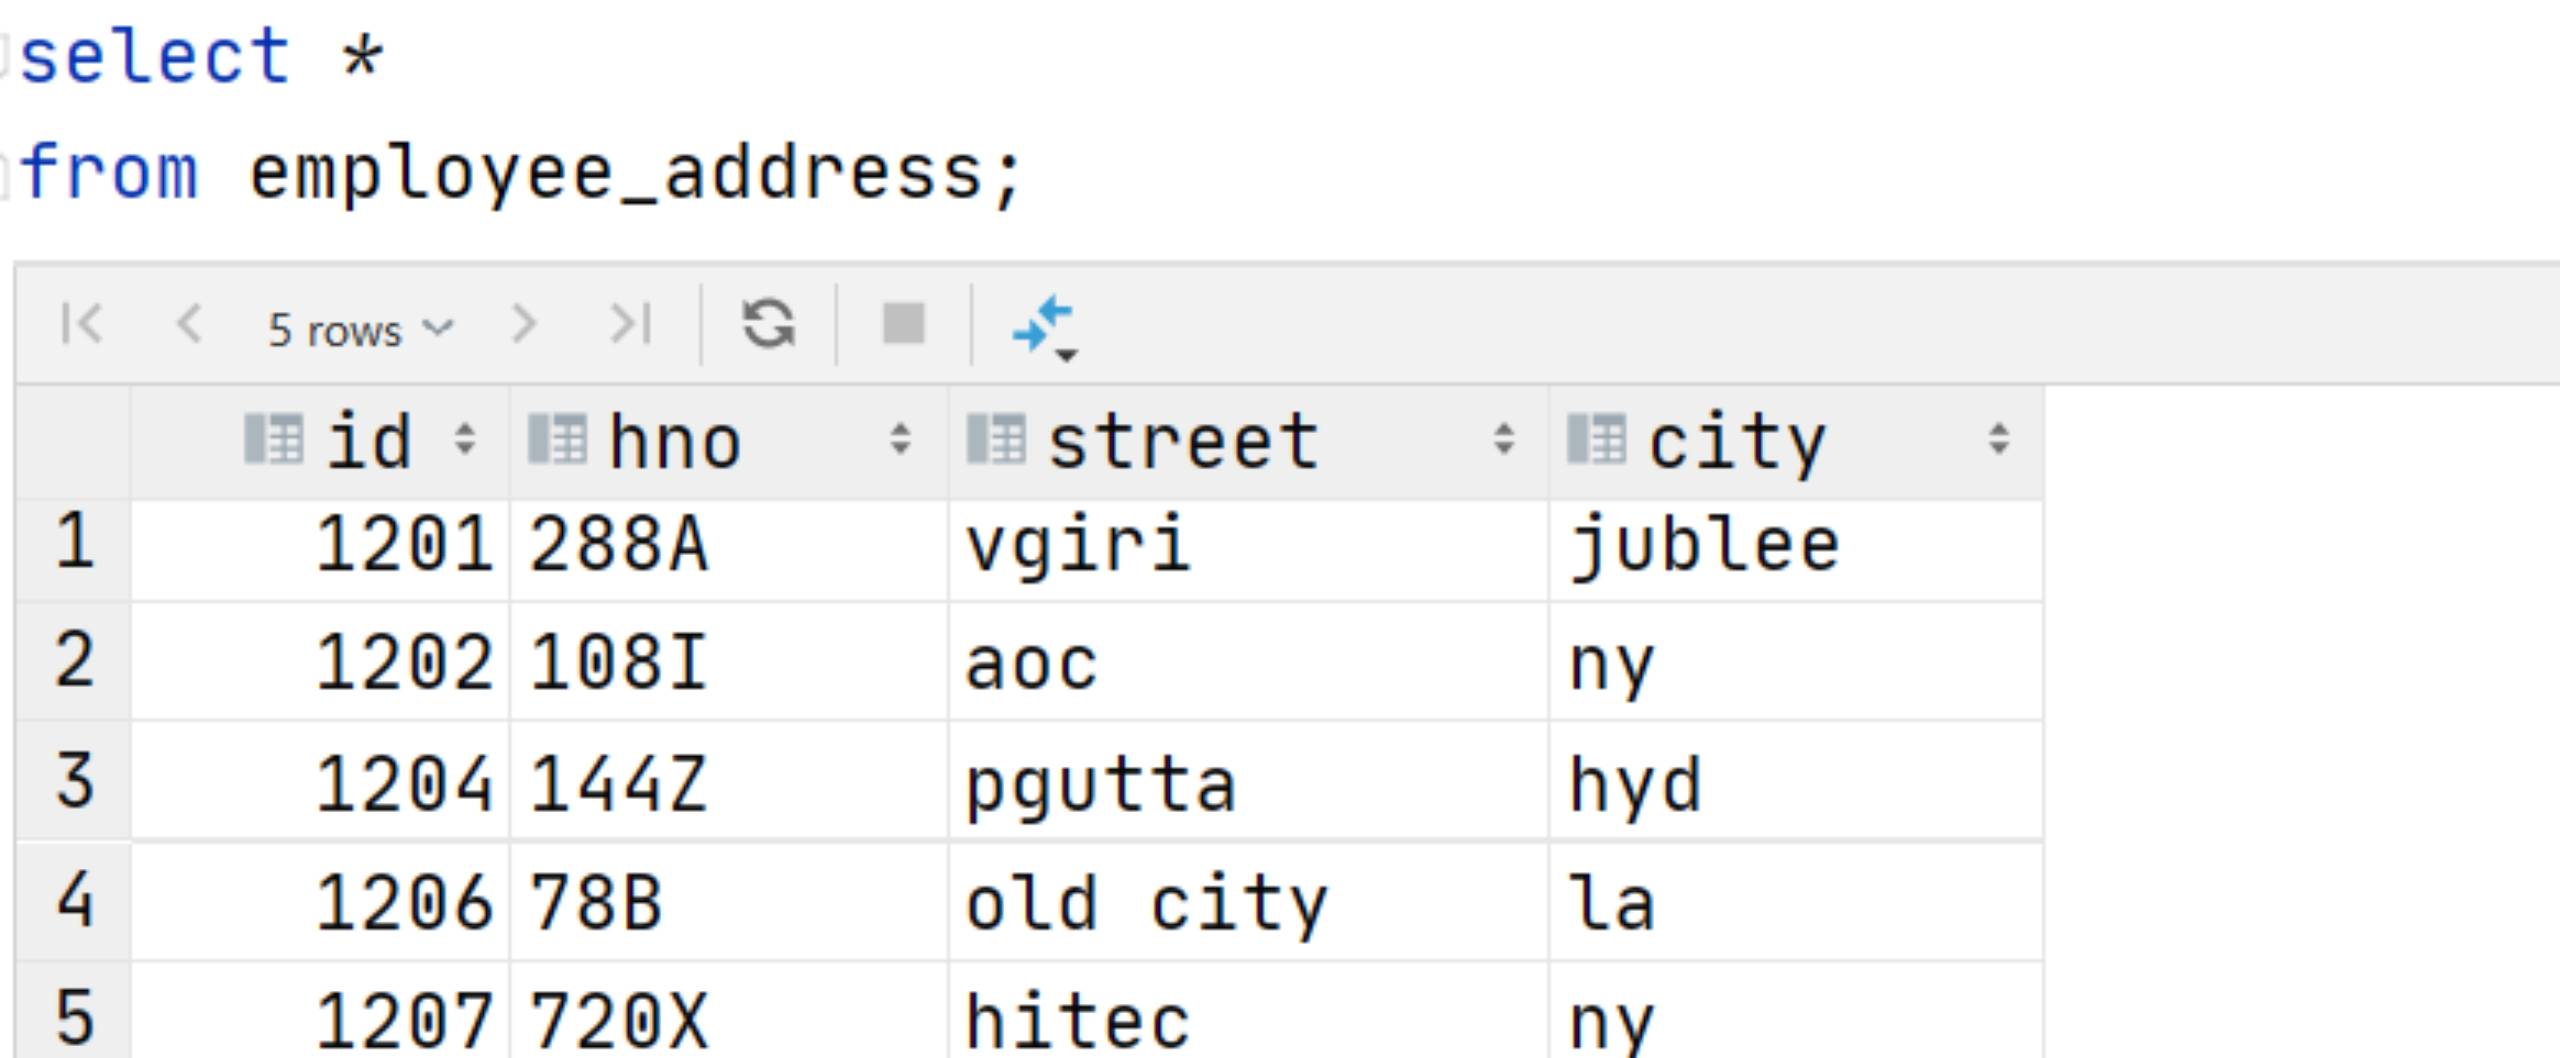 select *
from employee_address;
5 rows
id hno street city
1 1201 288A vgiri jublee
2 1202 108I aoc ny
3 1204 144Z pgutta hyd
4 1206 78B old city la
5 1207 720X hitec ny